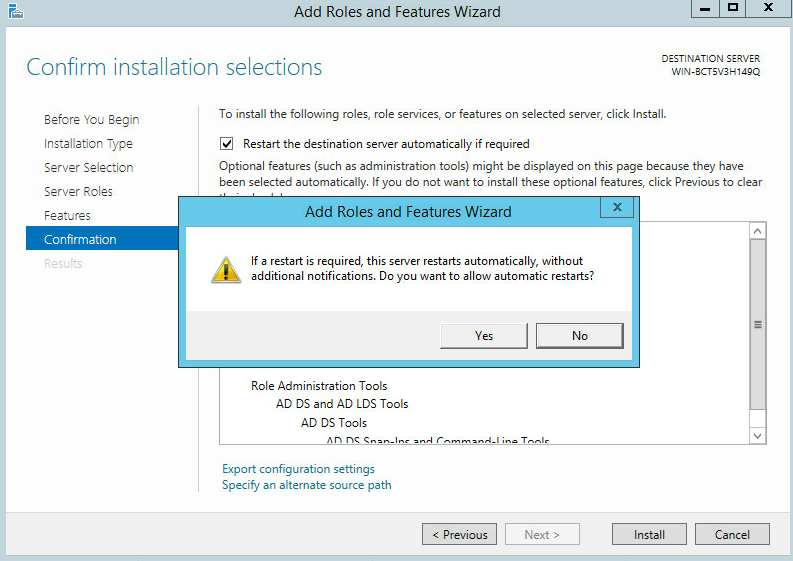 Add Roles and Features Wizard
Confirm installation selections
DESTINATION SERVER
WIN-BCT5V3H149Q
Before You Begin
Installation Type
Server Selection
Server Roles
Features
Confirmation
Results
To install the following roles, role services, or features on selected server, click Install.
Restart the destination server automatically if required
Optional features (such as administration tools) might be displayed on this page because they have
been selected automatically. If you do not want to install these optional features, click Previous to clear
Add Roles and Features Wizard
If a restart is required, this server restarts automatically, without
additional notifications. Do you want to allow automatic restarts?
Yes
No
Role Administration Tools
AD DS and AD LDS Tools
AD DS Tools
AD DS Snap-Ins and Command-Line Tools
Export configuration settings
Specify an alternate source path
< Previous
Next >
Install
Cancel